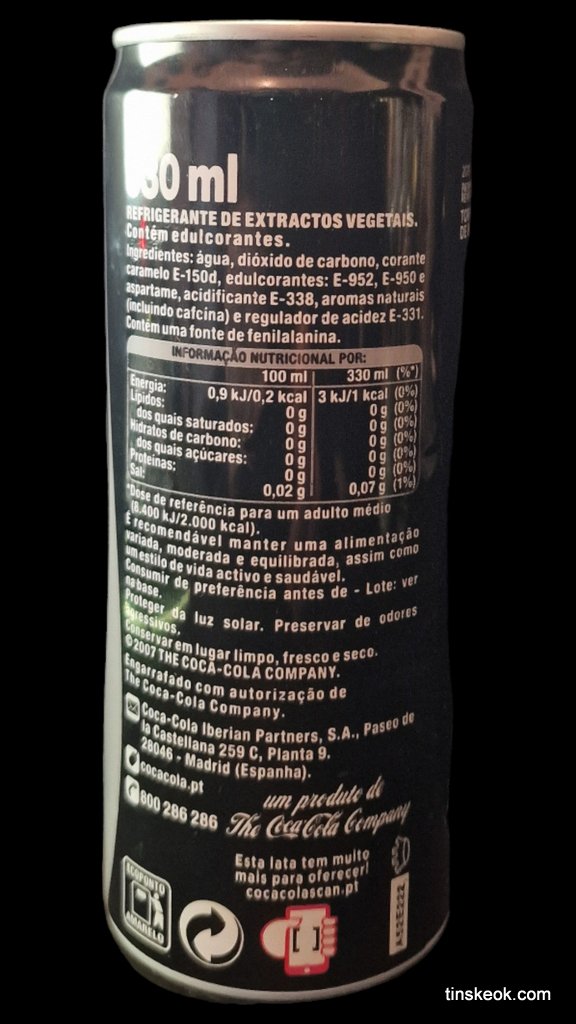 30 ml
REFRIGERANTE DE EXTRACTOS VEGETAIS.
Contém edulcorantes.
Ingredientes: água, dióxido de carbono, corante
caramelo E-150d, edulcorantes: E-952, E-950 e
aspartame, acidificante E-338, aromas naturais
(incluindo cafeína) e regulador de acidez E-331.
Contém uma fonte de fenilalanina.
INFORMAÇÃO NUTRICIONAL POR:
100 ml 330 ml (%*)
Energia: 0,9 kJ/0,2 kcal 3 kJ/1 kcal (0%)
Lípidos: 0 g 0 g (0%)
dos quais saturados: 0 g 0 g (0%)
Hidratos de carbono: 0 g 0 g (0%)
dos quais açúcares: 0 g 0 g (0%)
Proteínas: 0 g 0 g (0%)
Sal: 0,02 g 0,07 g (1%)
*Dose de referência para um adulto médio
(8.400 kJ/2.000 kcal).
É recomendável manter uma alimentação
variada, moderada e equilibrada, assim como
um estilo de vida activo e saudável.
Consumir de preferência antes de - Lote: ver
na base.
Proteger da luz solar. Preservar de odores
agressivos.
Conservar em lugar limpo, fresco e seco.
©2007 THE COCA-COLA COMPANY.
Engarrafado com autorização de
The Coca-Cola Company.
Coca-Cola Iberian Partners, S.A., Paseo de
la Castellana 259 C, Planta 9.
28046 - Madrid (Espanha).
cocacola.pt
800 286 286
um produto de
The Coca-Cola Company
Esta lata tem muito
mais para oferecer!
cocacolascan.pt
ECOPONTO
AMARELO
A52E222
tinskeok.com